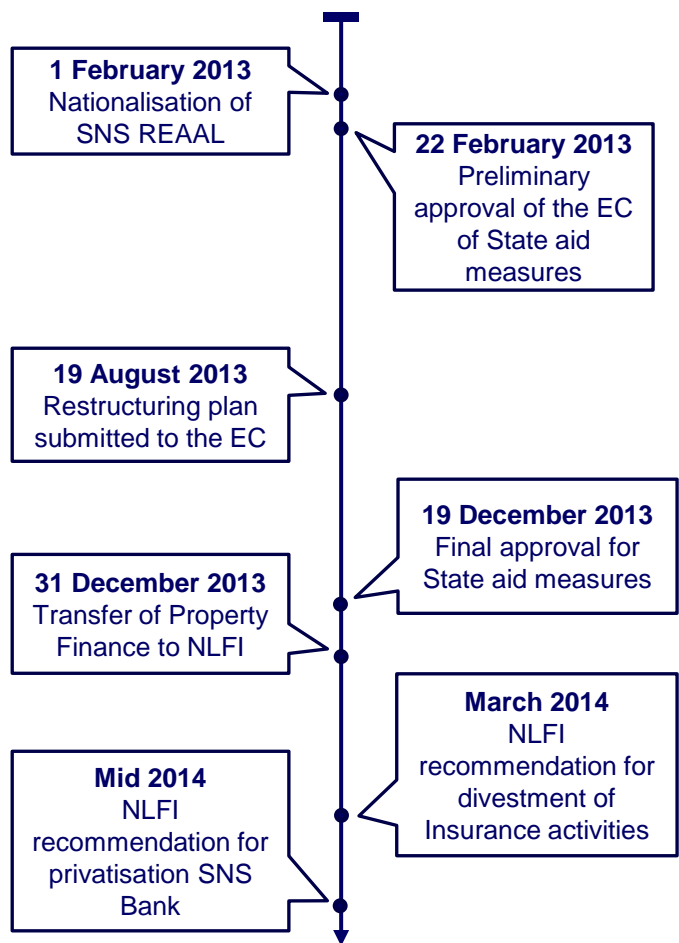 1 February 2013
Nationalisation of
SNS REAAL
22 February 2013
Preliminary
approval of the EC
of State aid
measures
19 August 2013
Restructuring plan
submitted to the EC
19 December 2013
Final approval for
State aid measures
31 December 2013
Transfer of Property
Finance to NLFI
March 2014
NLFI
recommendation for
divestment of
Insurance activities
Mid 2014
NLFI
recommendation for
privatisation SNS
Bank